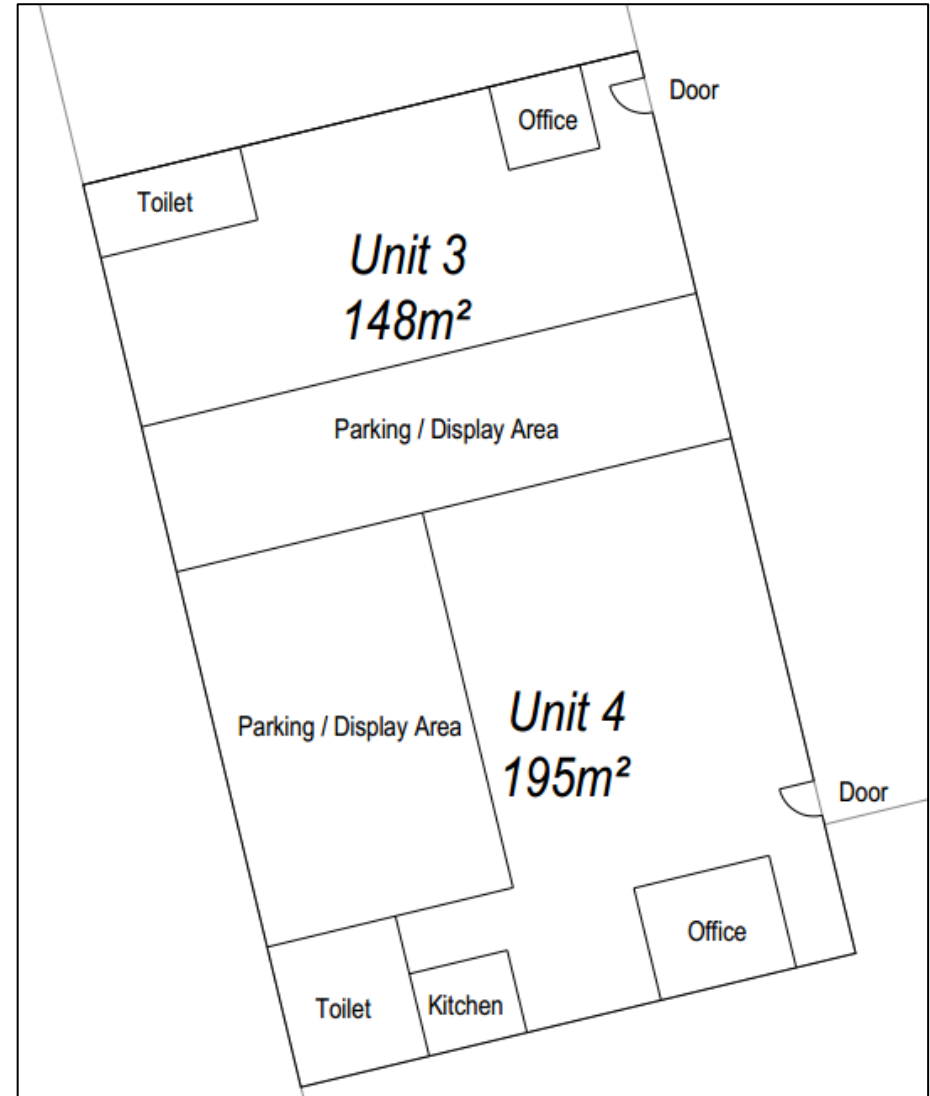 Door
Office
Toilet
Unit 3
148m²
Parking / Display Area
Parking / Display Area
Unit 4
195m²
Door
Office
Toilet
Kitchen